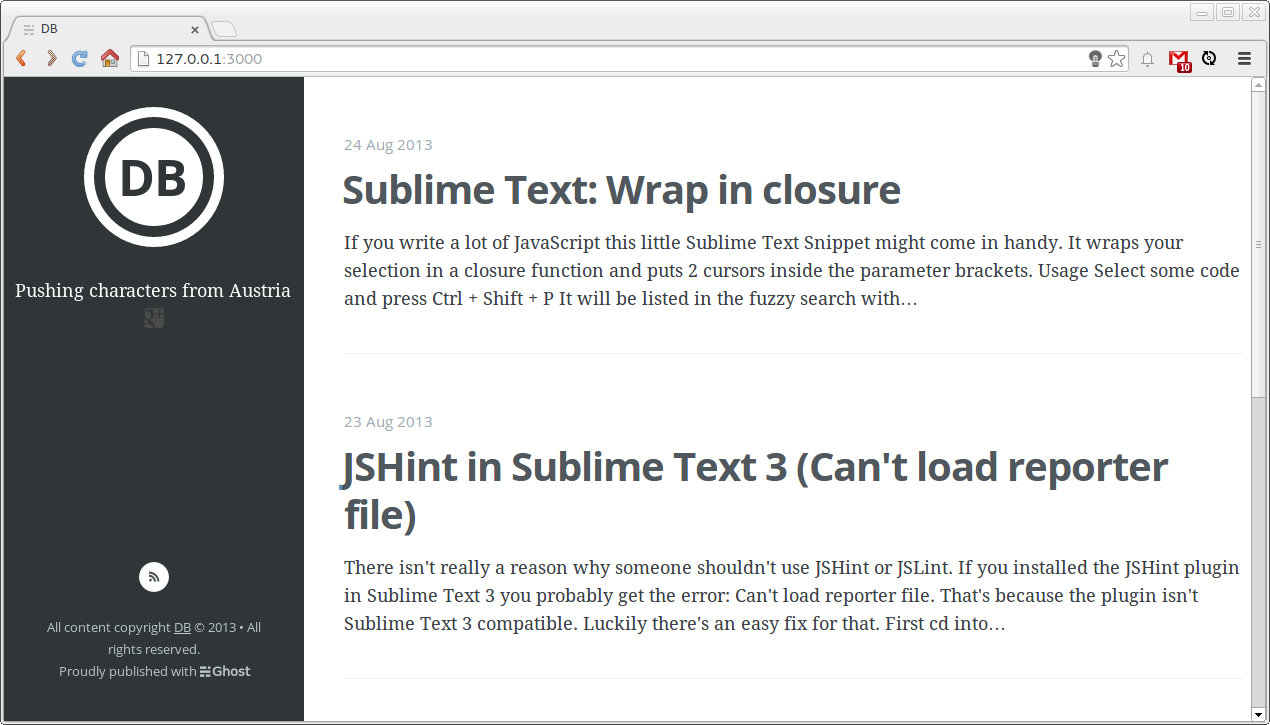 DB
127.0.0.1:3000
10
DB
Pushing characters from Austria
g+
24 Aug 2013
Sublime Text: Wrap in closure
If you write a lot of JavaScript this little Sublime Text Snippet might come in handy. It wraps your
selection in a closure function and puts 2 cursors inside the parameter brackets. Usage Select some code
and press Ctrl + Shift + P It will be listed in the fuzzy search with…
23 Aug 2013
JSHint in Sublime Text 3 (Can't load reporter
file)
There isn't really a reason why someone shouldn't use JSHint or JSLint. If you installed the JSHint plugin
in Sublime Text 3 you probably get the error: Can't load reporter file. That's because the plugin isn't
Sublime Text 3 compatible. Luckily there's an easy fix for that. First cd into…
All content copyright DB © 2013 • All
rights reserved.
Proudly published with Ghost